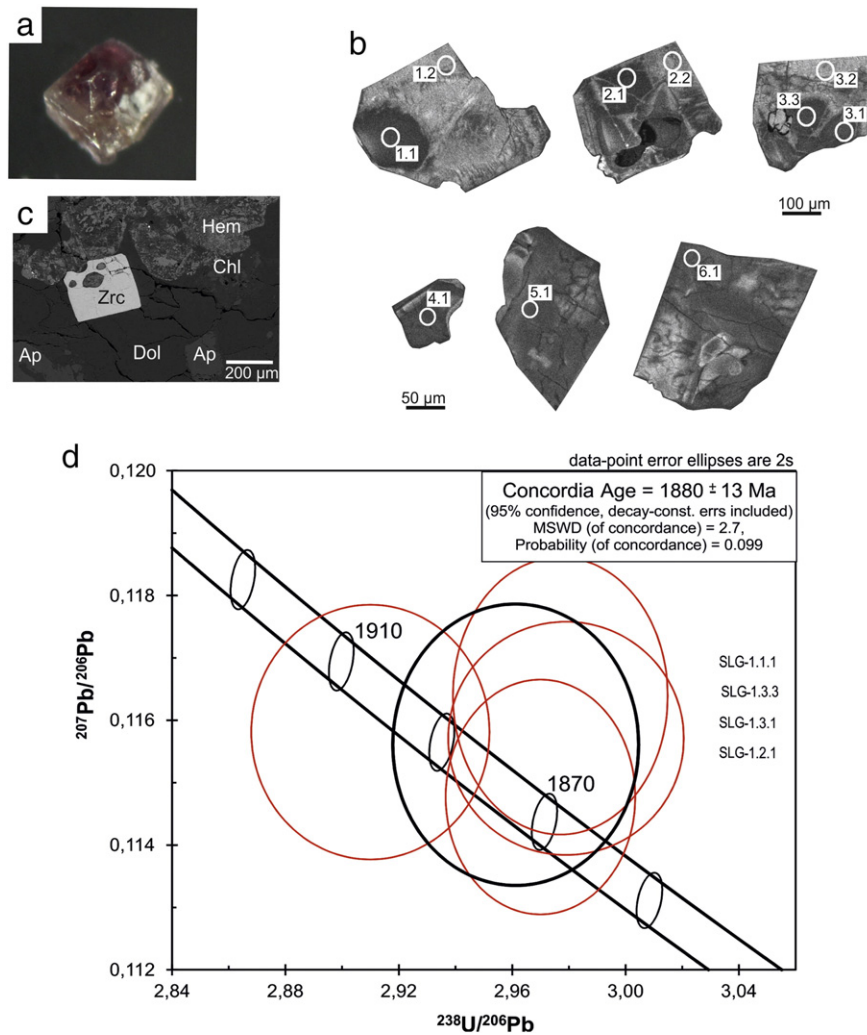 a
b
1.2
1.1
2.1
2.2
3.2
3.3
3.1
100 µm
c
Hem
Chl
Zrc
Ap
Dol
Ap
200 µm
4.1
5.1
6.1
50 µm
d
data-point error ellipses are 2s
Concordia Age = 1880 ± 13 Ma
(95% confidence, decay-const. errs included)
MSWD (of concordance) = 2.7,
Probability (of concordance) = 0.099
0,120
0,118
0,116
0,114
0,112
207Pb/206Pb
1910
1870
SLG-1.1.1
SLG-1.3.3
SLG-1.3.1
SLG-1.2.1
2,84
2,88
2,92
2,96
3,00
3,04
238U/206Pb